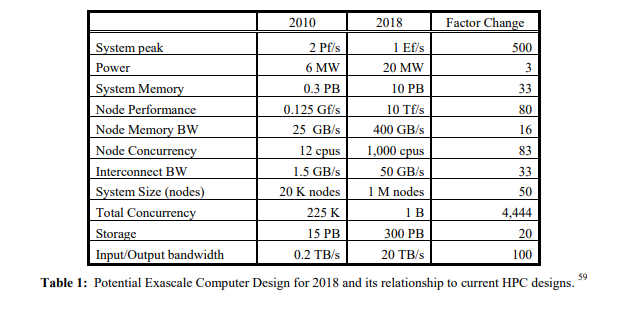 2010 2018 Factor Change
System peak 2 Pf/s 1 Ef/s 500
Power 6 MW 20 MW 3
System Memory 0.3 PB 10 PB 33
Node Performance 0.125 Gf/s 10 Tf/s 80
Node Memory BW 25 GB/s 400 GB/s 16
Node Concurrency 12 cpus 1,000 cpus 83
Interconnect BW 1.5 GB/s 50 GB/s 33
System Size (nodes) 20 K nodes 1 M nodes 50
Total Concurrency 225 K 1 B 4,444
Storage 15 PB 300 PB 20
Input/Output bandwidth 0.2 TB/s 20 TB/s 100
Table 1: Potential Exascale Computer Design for 2018 and its relationship to current HPC designs. 59